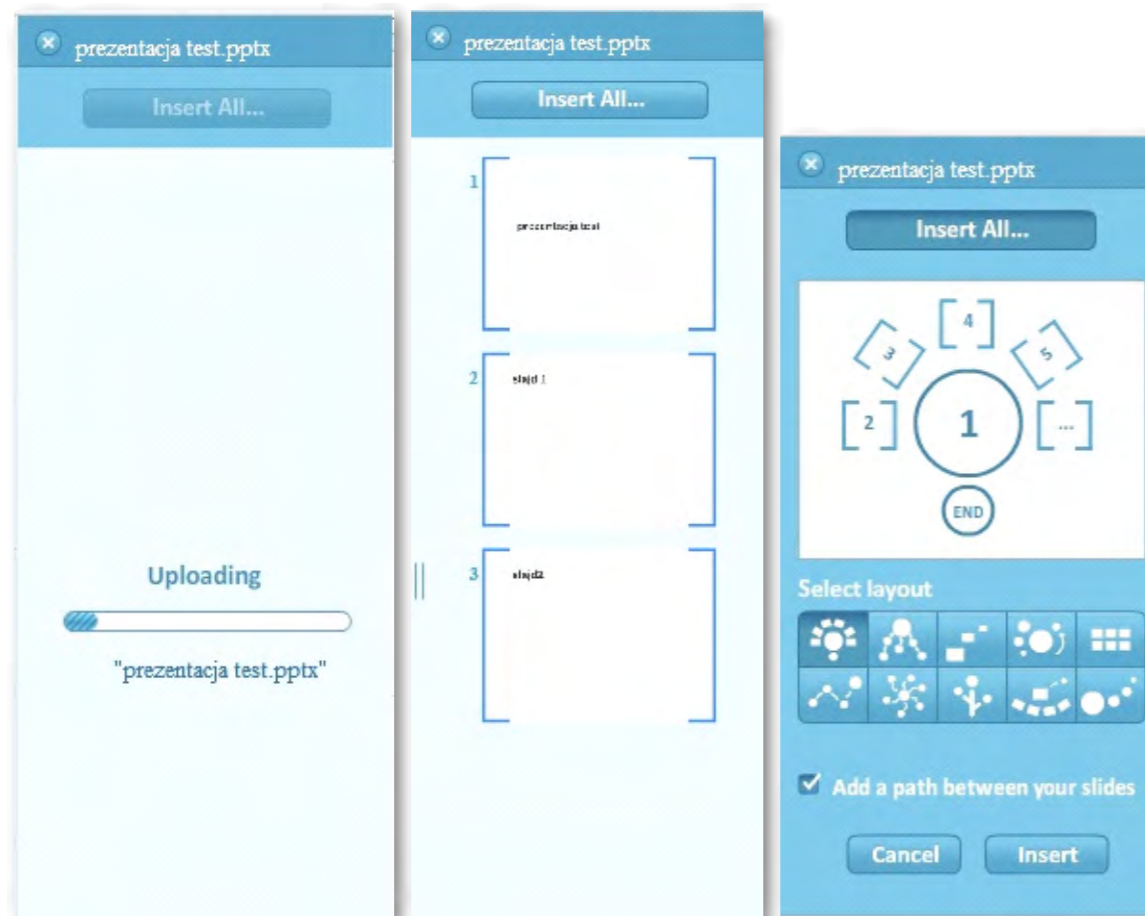 prezentacja test.pptx
Insert All...
Uploading
"prezentacja test.pptx"
prezentacja test.pptx
Insert All...
1
prezentacja test
2
slajd 1
3
slajd2
prezentacja test.pptx
Insert All...
4
3
5
2
1
...
END
Select layout
Add a path between your slides
Cancel
Insert